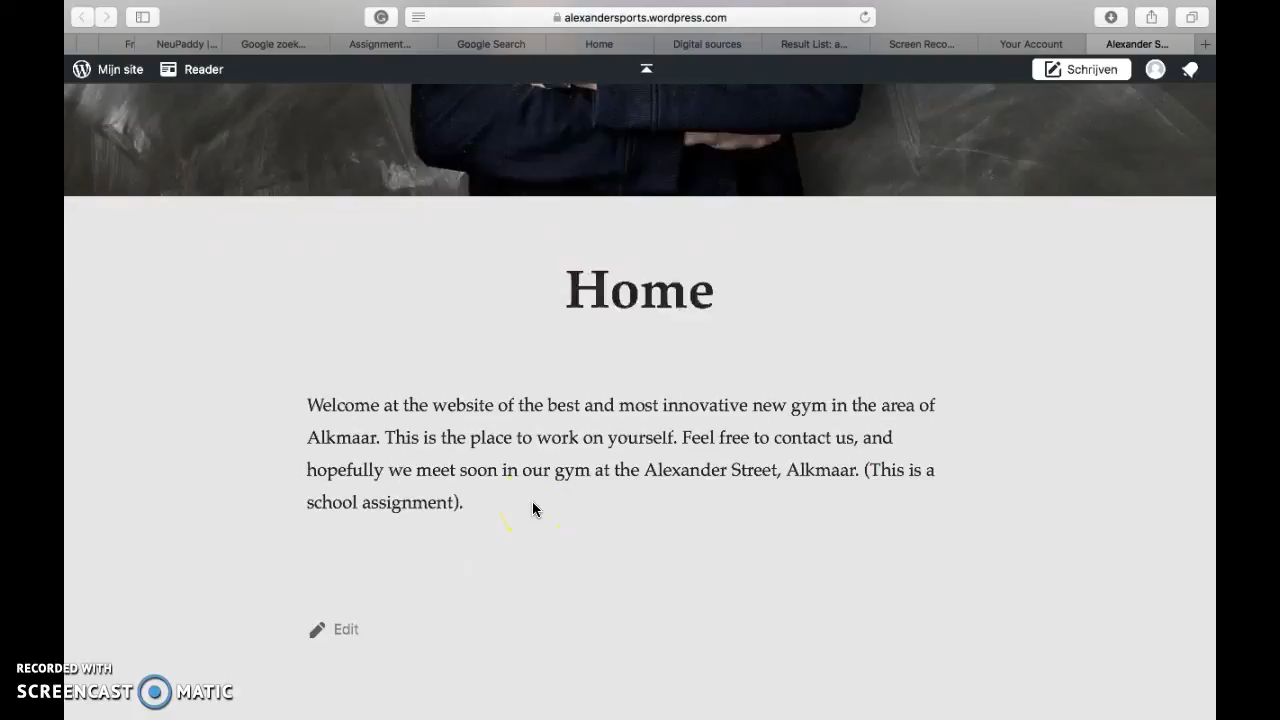 alexandersports.wordpress.com
Fr NeuPaddy |... Google zoek... Assignment... Google Search Home Digital sources Result List: a... Screen Reco... Your Account Alexander S...
Mijn site Reader Schrijven
Home
Welcome at the website of the best and most innovative new gym in the area of
Alkmaar. This is the place to work on yourself. Feel free to contact us, and
hopefully we meet soon in our gym at the Alexander Street, Alkmaar. (This is a
school assignment).
Edit
RECORDED WITH
SCREENCAST MATIC